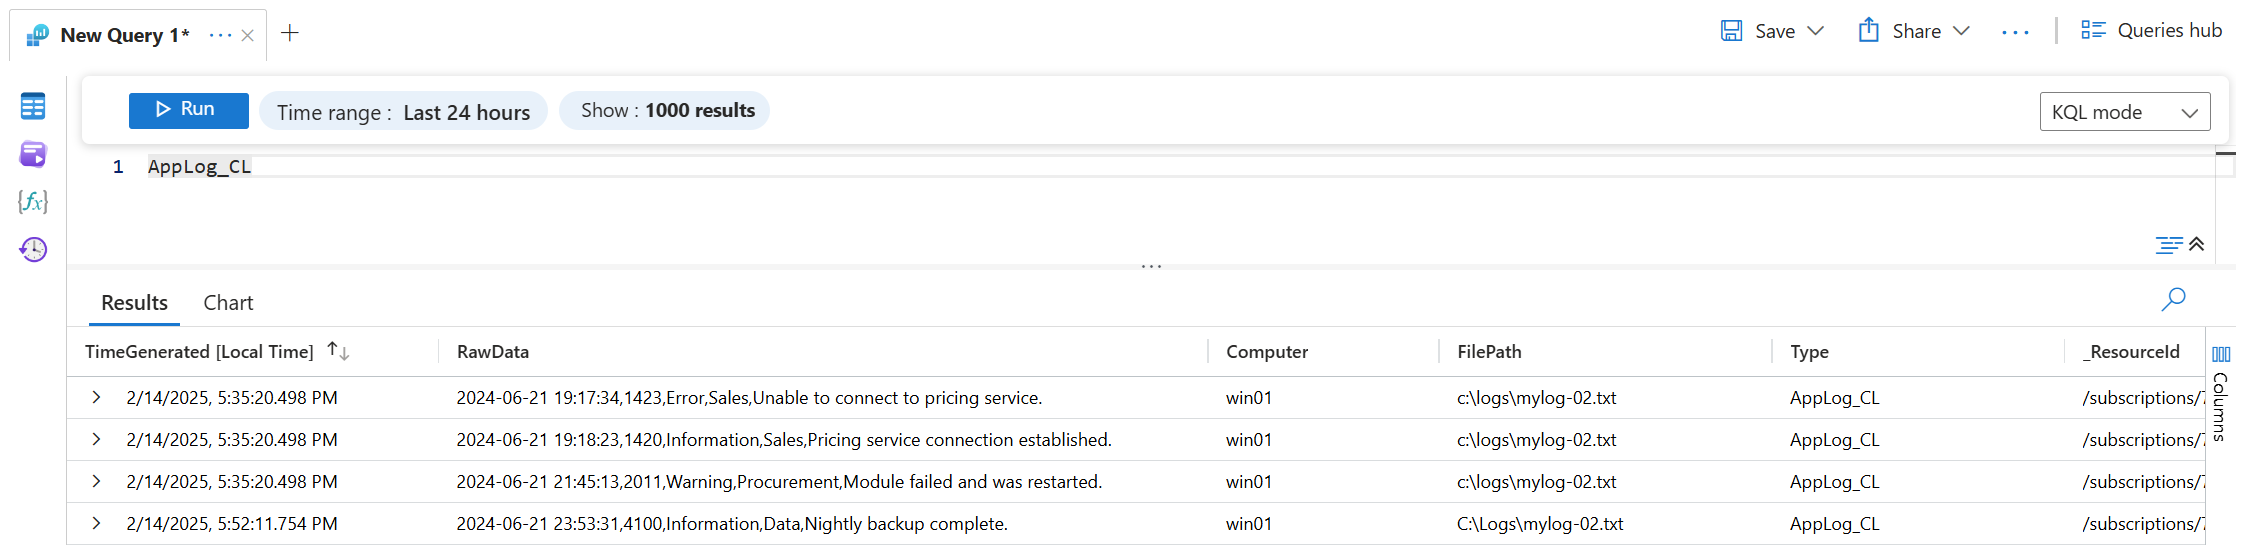 New Query 1* ··· × +
Save Share ··· Queries hub
Run Time range : Last 24 hours Show : 1000 results KQL mode
1 AppLog_CL
{fx}
···
Results Chart
TimeGenerated [Local Time] RawData Computer FilePath Type _ResourceId
2/14/2025, 5:35:20.498 PM 2024-06-21 19:17:34,1423,Error,Sales,Unable to connect to pricing service. win01 c:\logs\mylog-02.txt AppLog_CL /subscriptions/7
2/14/2025, 5:35:20.498 PM 2024-06-21 19:18:23,1420,Information,Sales,Pricing service connection established. win01 c:\logs\mylog-02.txt AppLog_CL /subscriptions/7
2/14/2025, 5:35:20.498 PM 2024-06-21 21:45:13,2011,Warning,Procurement,Module failed and was restarted. win01 c:\logs\mylog-02.txt AppLog_CL /subscriptions/7
2/14/2025, 5:52:11.754 PM 2024-06-21 23:53:31,4100,Information,Data,Nightly backup complete. win01 C:\Logs\mylog-02.txt AppLog_CL /subscriptions/7
Columns